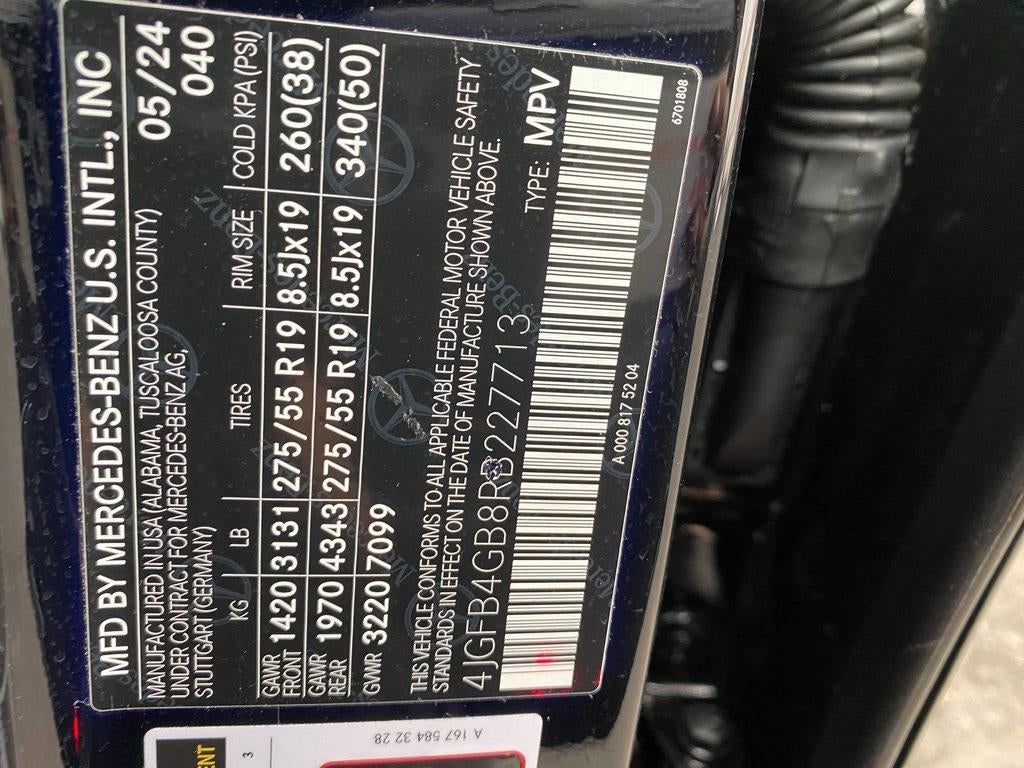 MFD BY MERCEDES-BENZ U.S. INTL., INC
MANUFACTURED IN USA (ALABAMA, TUSCALOOSA COUNTY) 05/24
UNDER CONTRACT FOR MERCEDES-BENZ AG, 040
STUTTGART (GERMANY)
KG LB TIRES RIM SIZE COLD KPA (PSI)
GAWR FRONT 1420 3131 275/55 R19 8.5Jx19 260(38)
GAWR REAR 1970 4343 275/55 R19 8.5Jx19 340(50)
GVWR 3220 7099
THIS VEHICLE CONFORMS TO ALL APPLICABLE FEDERAL MOTOR VEHICLE SAFETY
STANDARDS IN EFFECT ON THE DATE OF MANUFACTURE SHOWN ABOVE.
4JGFB4GB8RB227713 TYPE: MPV
A 000 817 52 04
6701808
A 167 584 32 28
3